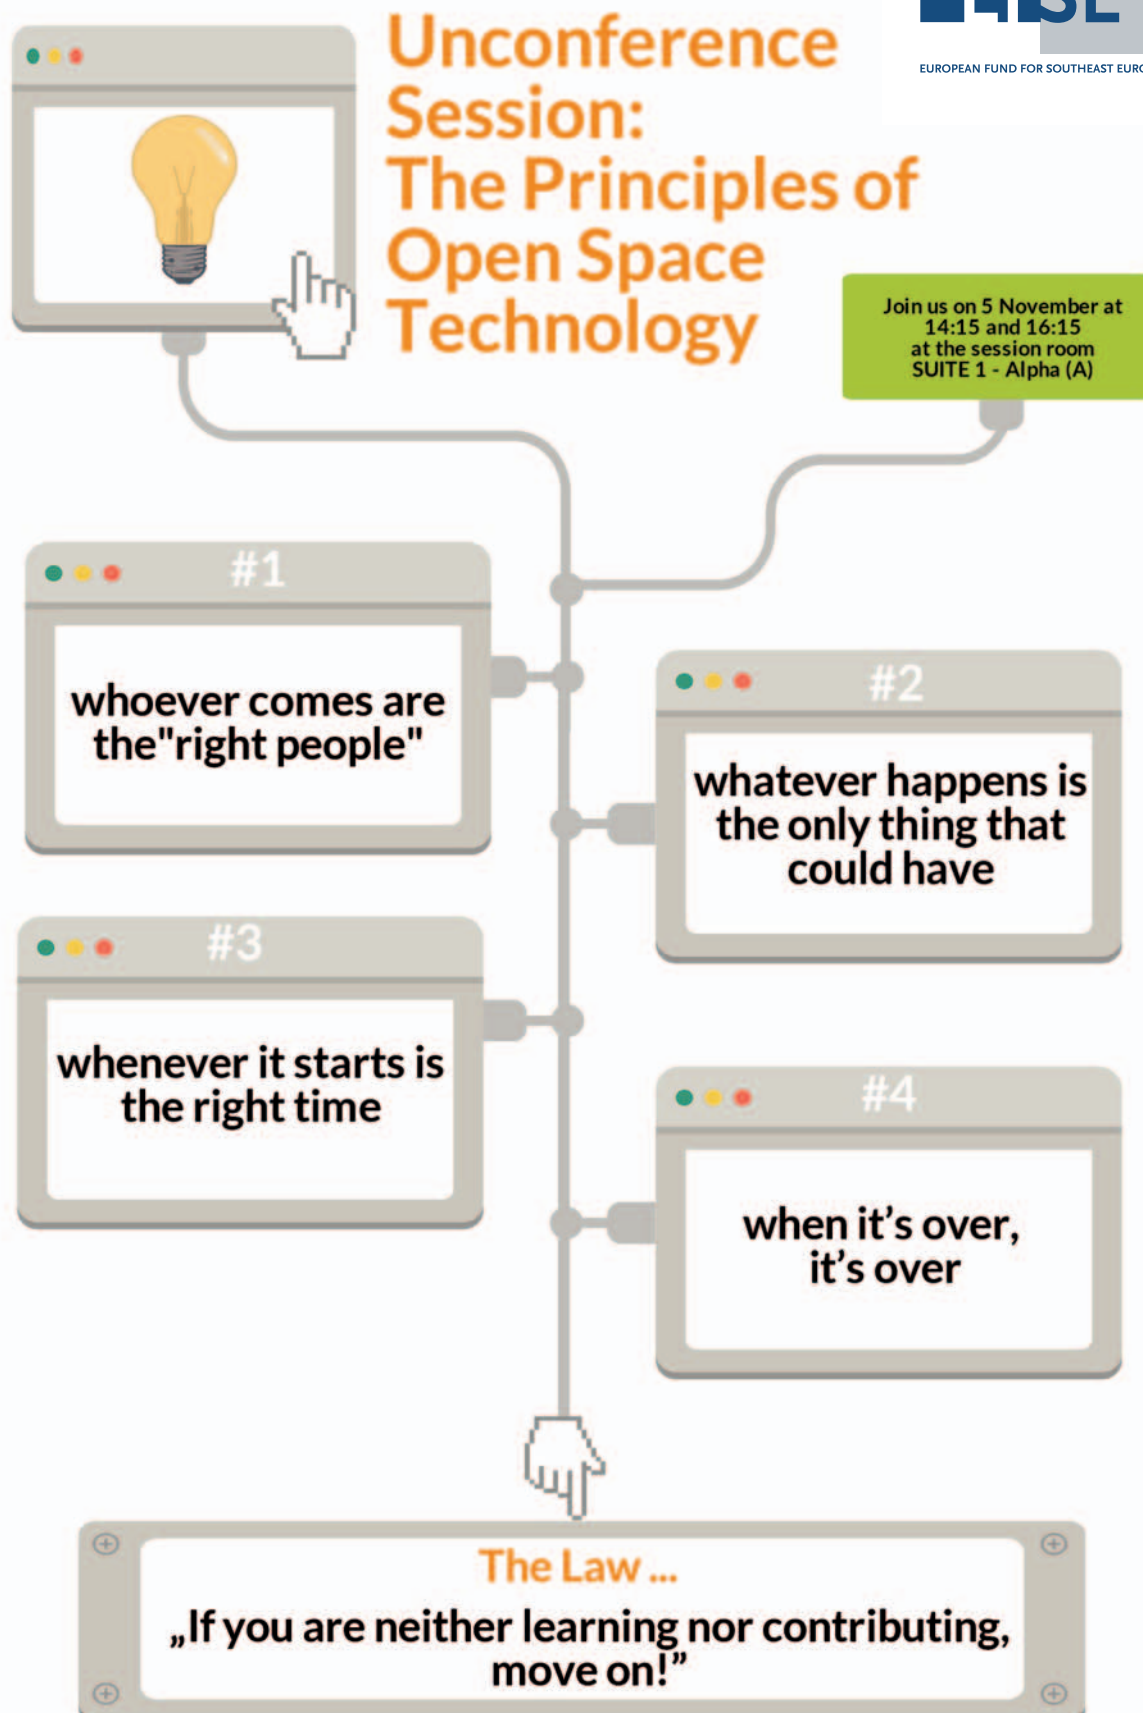 Unconference
Session:
The Principles of
Open Space
Technology
EUROPEAN FUND FOR SOUTHEAST
Join us on 5 November at
14:15 and 16:15
at the session room
SUITE 1 - Alpha (A)
#1
whoever comes are
the"right people"
#2
whatever happens is
the only thing that
could have
#3
whenever it starts is
the right time
#4
when it’s over,
it’s over
The Law ...
„If you are neither learning nor contributing,
move on!”